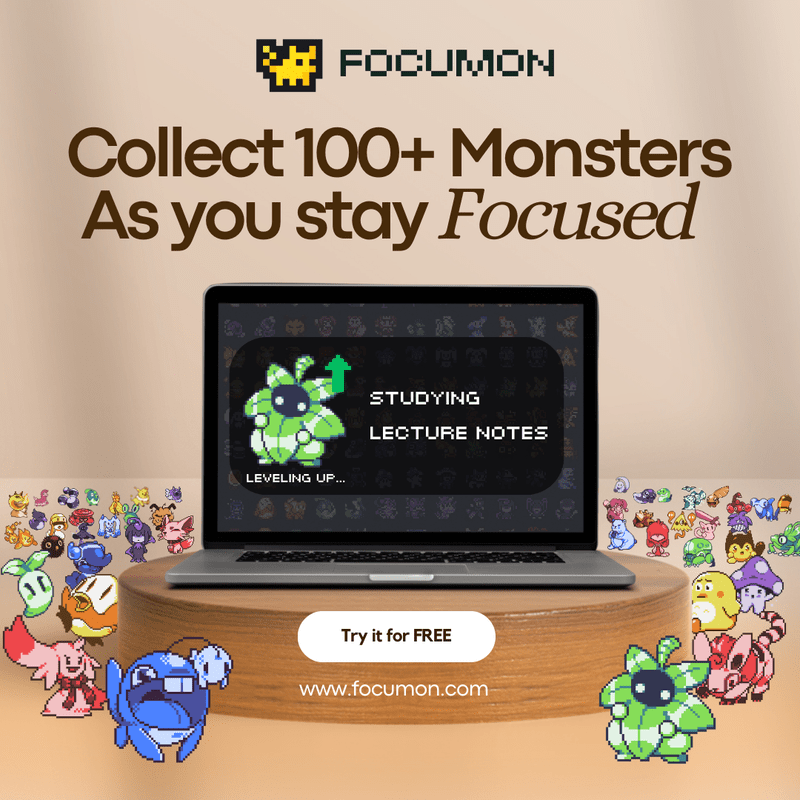 FOCUMON
Collect 100+ Monsters
As you stay Focused
STUDYING
LECTURE NOTES
LEVELING UP...
Try it for FREE
www.focumon.com